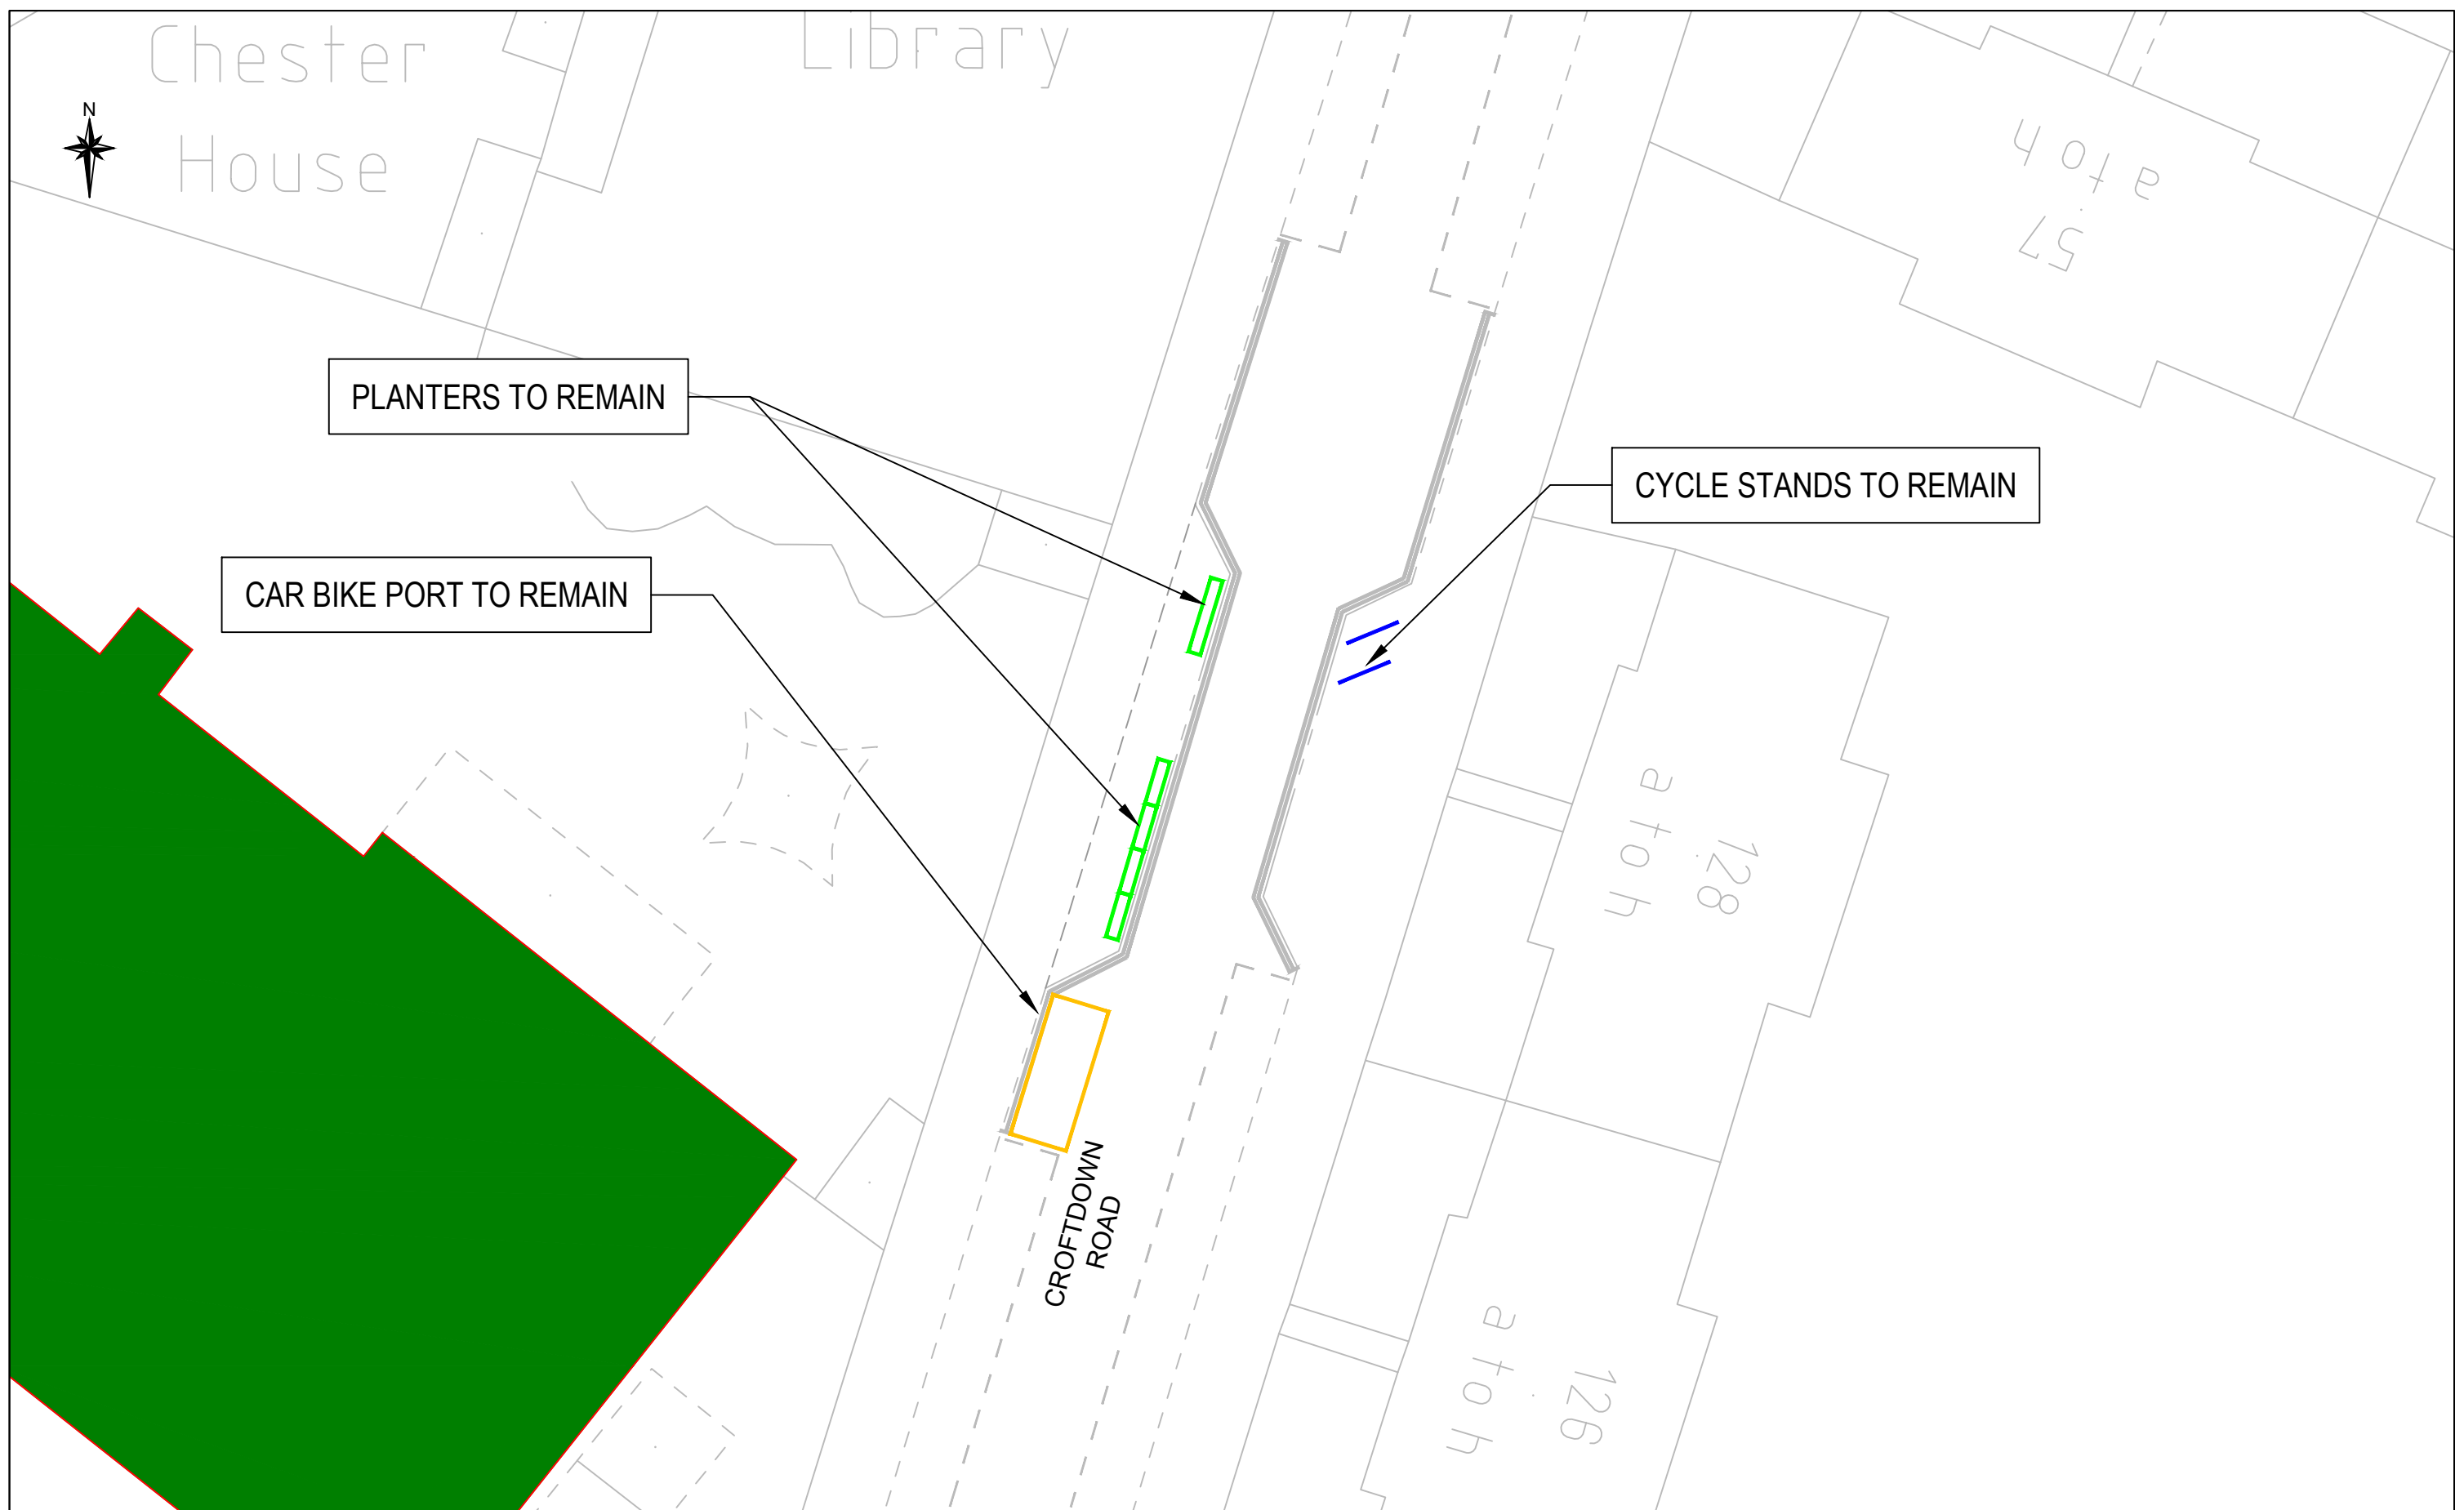 Chester
House
Library
N
a to h
57
PLANTERS TO REMAIN
CYCLE STANDS TO REMAIN
CAR BIKE PORT TO REMAIN
a to h
128
CROFTDOWN
ROAD
a to h
126